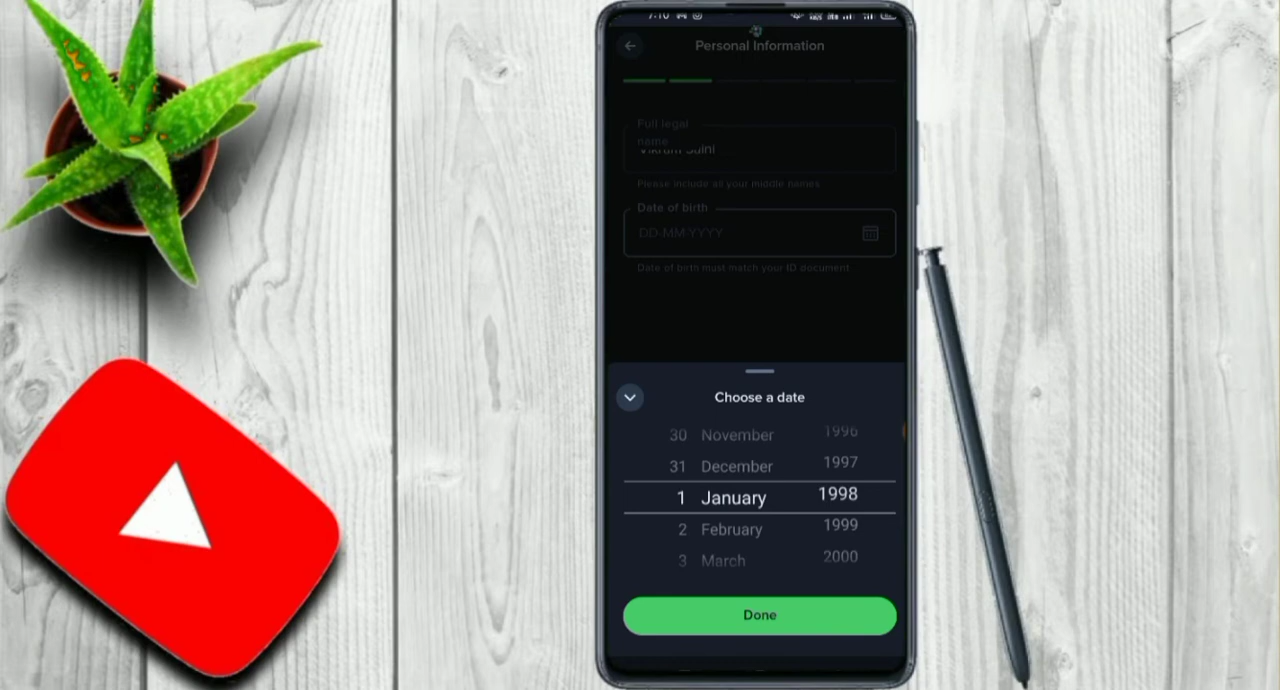 7:10
Personal Information
Full legal
name
Vikram Saini
Please include all your middle names
Date of birth
DD-MM-YYYY
Date of birth must match your ID document
Choose a date
30 November 1996
31 December 1997
1 January 1998
2 February 1999
3 March 2000
Done